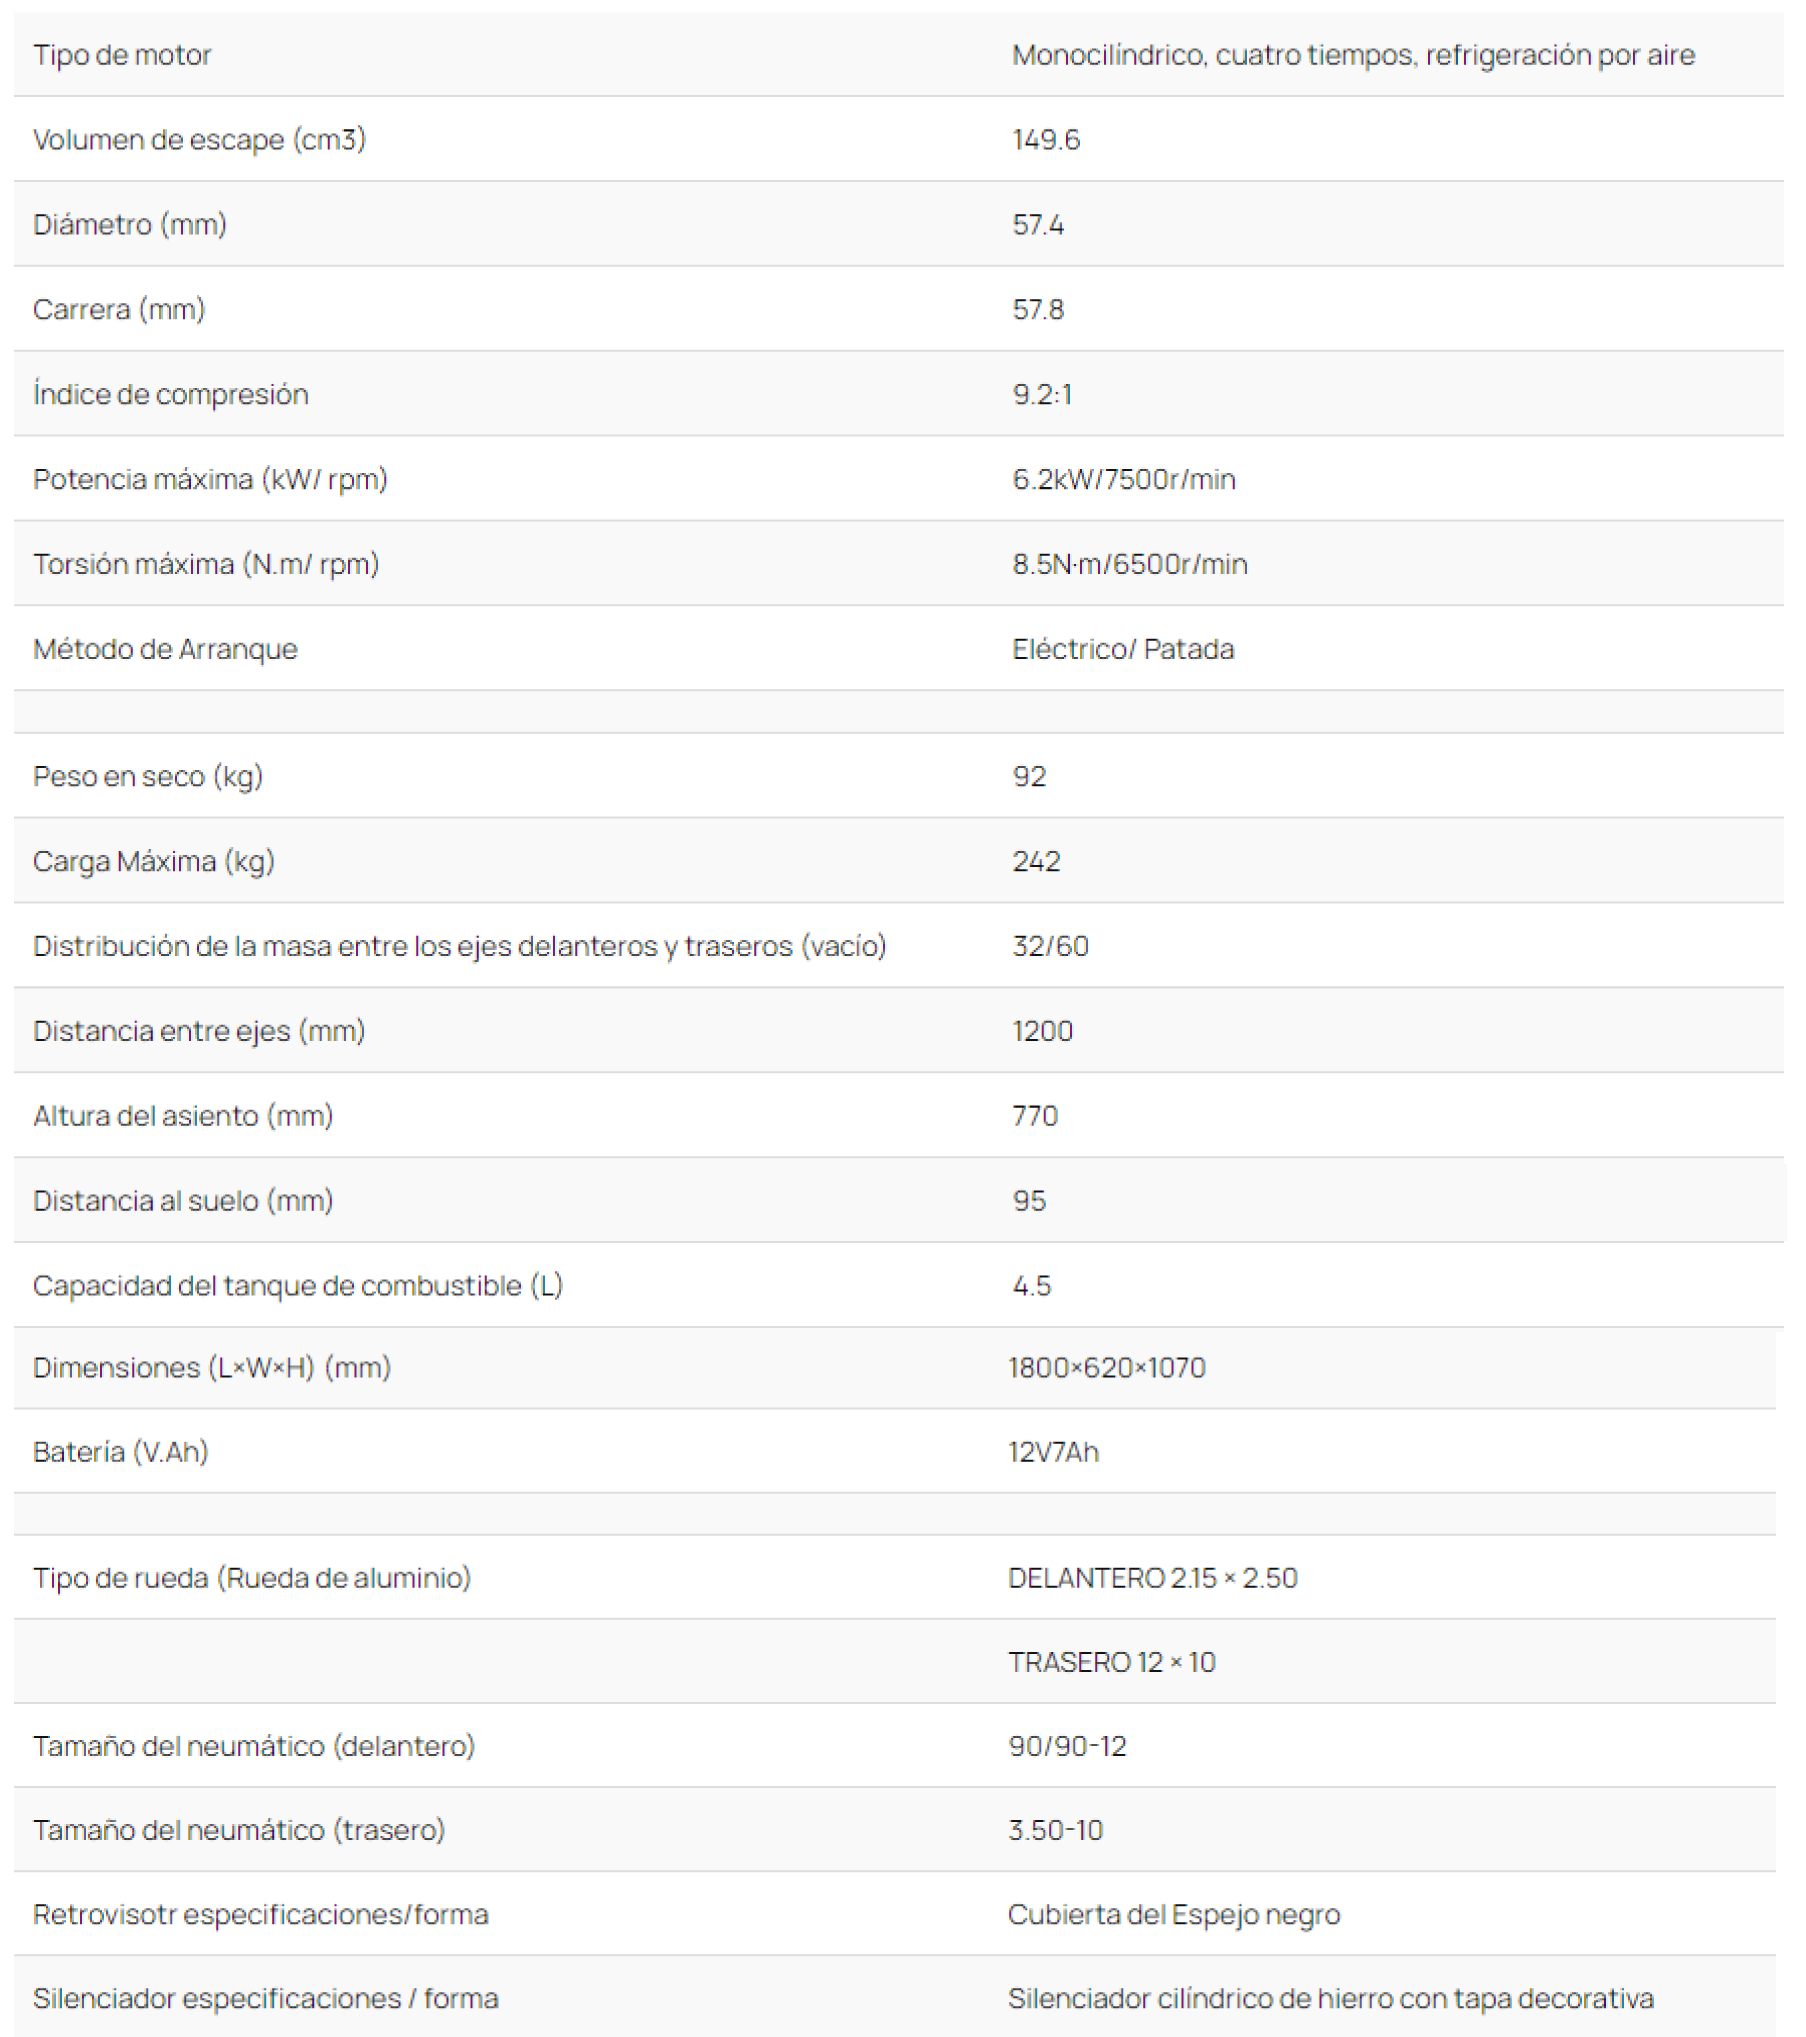 Tipo de motor Monocilíndrico, cuatro tiempos, refrigeración por aire
Volumen de escape (cm3) 149.6
Diámetro (mm) 57.4
Carrera (mm) 57.8
Índice de compresión 9.2:1
Potencia máxima (kW/ rpm) 6.2kW/7500r/min
Torsión máxima (N.m/ rpm) 8.5N·m/6500r/min
Método de Arranque Eléctrico/ Patada
Peso en seco (kg) 92
Carga Máxima (kg) 242
Distribución de la masa entre los ejes delanteros y traseros (vacío) 32/60
Distancia entre ejes (mm) 1200
Altura del asiento (mm) 770
Distancia al suelo (mm) 95
Capacidad del tanque de combustible (L) 4.5
Dimensiones (L×W×H) (mm) 1800×620×1070
Batería (V.Ah) 12V7Ah
Tipo de rueda (Rueda de aluminio) DELANTERO 2.15 × 2.50
TRASERO 12 × 10
Tamaño del neumático (delantero) 90/90-12
Tamaño del neumático (trasero) 3.50-10
Retrovisotr especificaciones/forma Cubierta del Espejo negro
Silenciador especificaciones / forma Silenciador cilíndrico de hierro con tapa decorativa